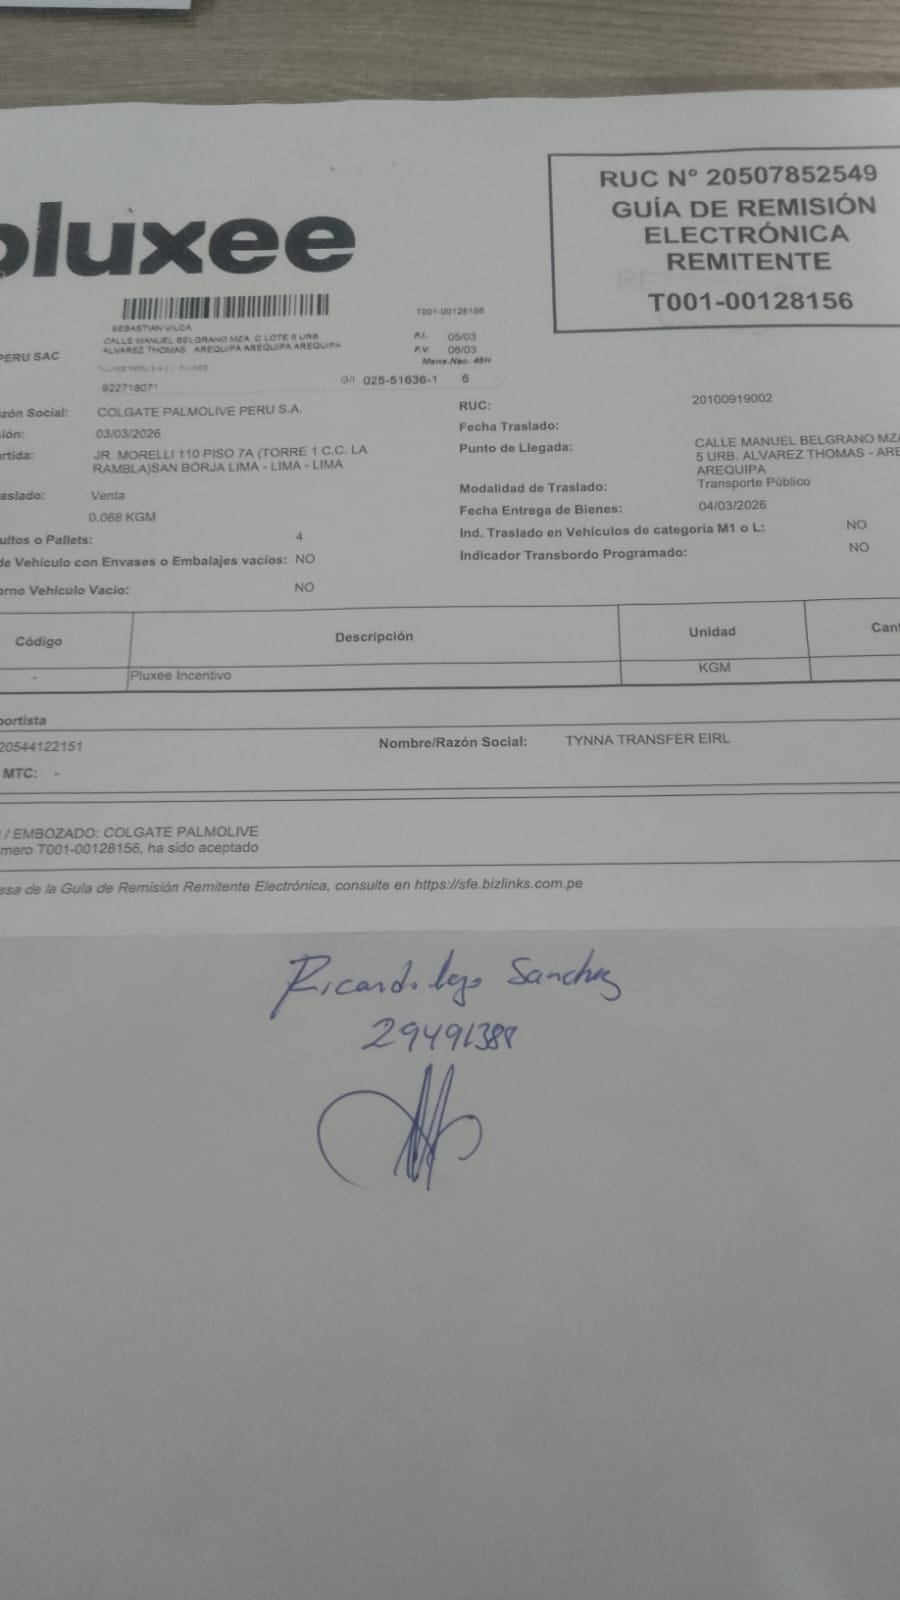 pluxee
RUC Nº 20507852549
GUÍA DE REMISIÓN
ELECTRÓNICA
REMITENTE
T001-00128156
T001-00128156
SEBASTIAN VILCA
CALLE MANUEL BELGRANO MZA. O LOTE 5 URB.
ALVAREZ THOMAS AREQUIPA AREQUIPA AREQUIPA
F.I. 05/03
F.V. 06/03
Mens.Nac. 48H
PERU SAC
922718071
G/I 025-51636-1 6
zón Social: COLGATE PALMOLIVE PERU S.A.
RUC: 20100919002
sión: 03/03/2026
Fecha Traslado:
artida: JR. MORELLI 110 PISO 7A (TORRE 1 C.C. LA
RAMBLA)SAN BORJA LIMA - LIMA - LIMA
Punto de Llegada: CALLE MANUEL BELGRANO MZA
5 URB. ALVAREZ THOMAS - ARE
AREQUIPA
aslado: Venta
Modalidad de Traslado: Transporte Público
0.068 KGM
Fecha Entrega de Bienes: 04/03/2026
ultos o Pallets: 4
Ind. Traslado en Vehículos de categoría M1 o L: NO
de Vehículo con Envases o Embalajes vacíos: NO
Indicador Transbordo Programado: NO
orno Vehículo Vacío: NO
Código Descripción Unidad Cant
- Pluxee Incentivo KGM
portista
20544122151 Nombre/Razón Social: TYNNA TRANSFER EIRL
MTC: -
/ EMBOZADO: COLGATE PALMOLIVE
mero T001-00128156, ha sido aceptado
esa de la Guía de Remisión Remitente Electrónica, consulte en https://sfe.bizlinks.com.pe
Ricardo Sanchez
29491388